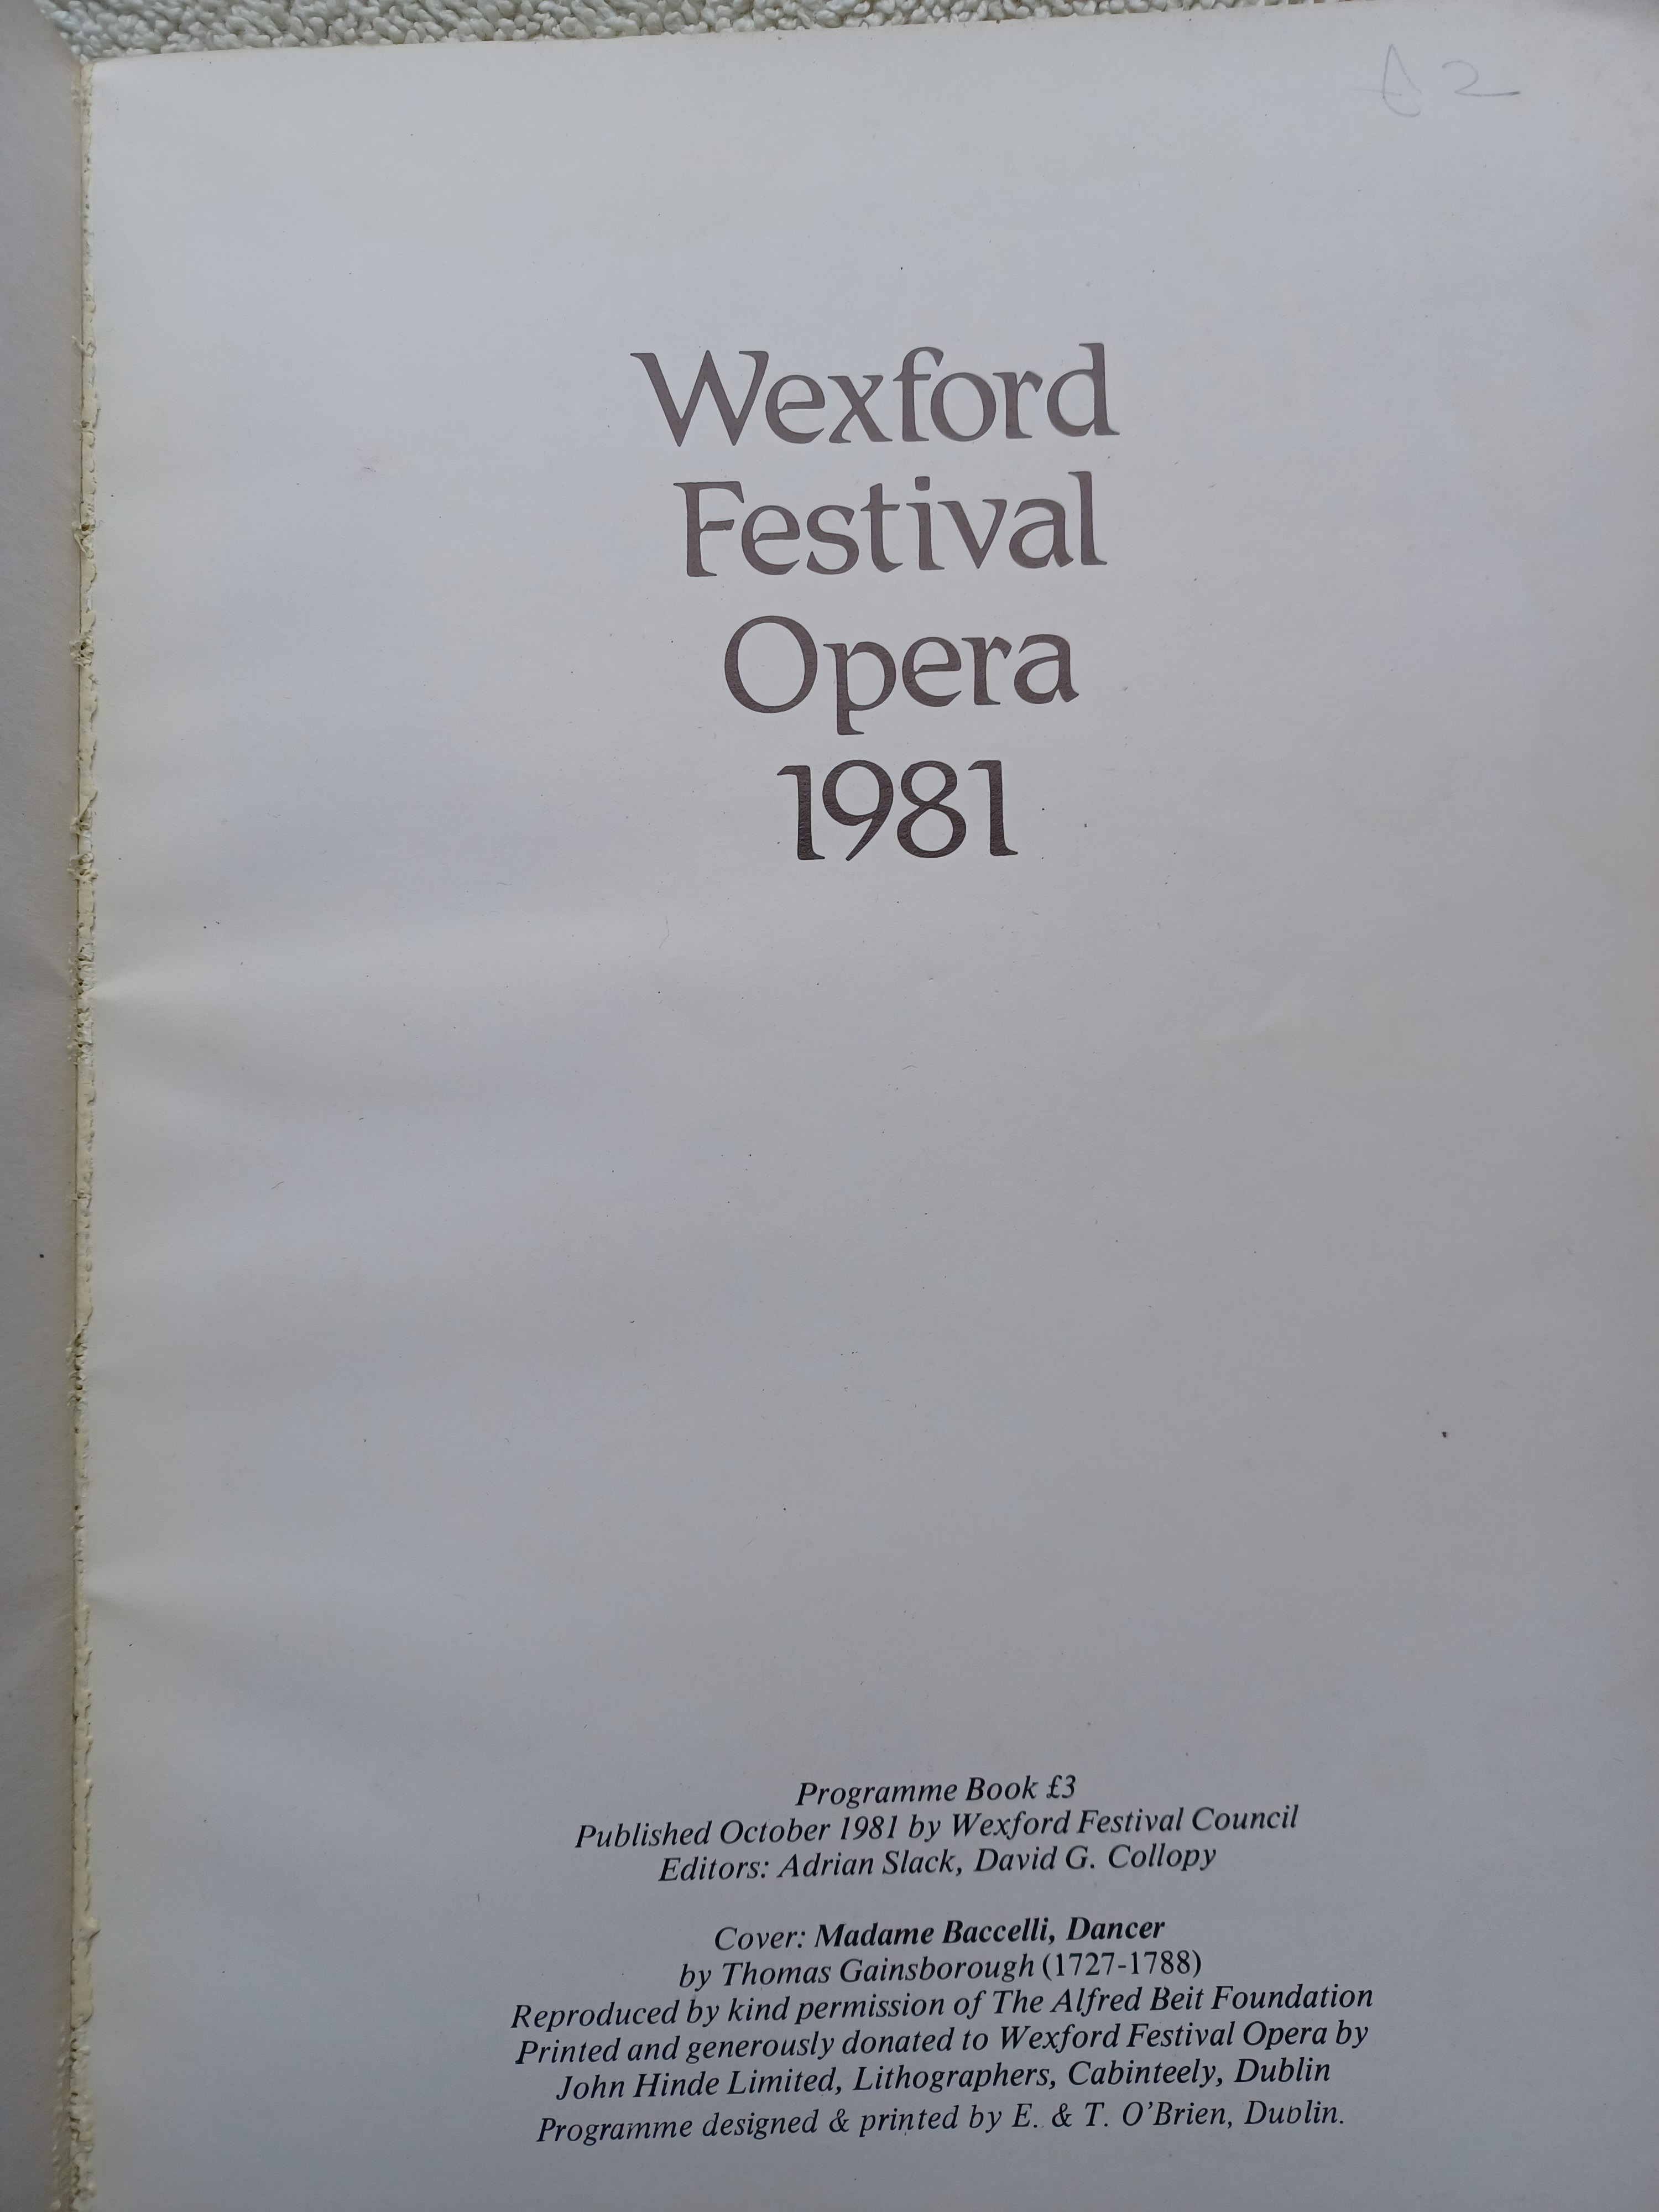 £2
Wexford
Festival
Opera
1981
Programme Book £3
Published October 1981 by Wexford Festival Council
Editors: Adrian Slack, David G. Collopy
Cover: Madame Baccelli, Dancer
by Thomas Gainsborough (1727-1788)
Reproduced by kind permission of The Alfred Beit Foundation
Printed and generously donated to Wexford Festival Opera by
John Hinde Limited, Lithographers, Cabinteely, Dublin
Programme designed & printed by E. & T. O'Brien, Dublin.